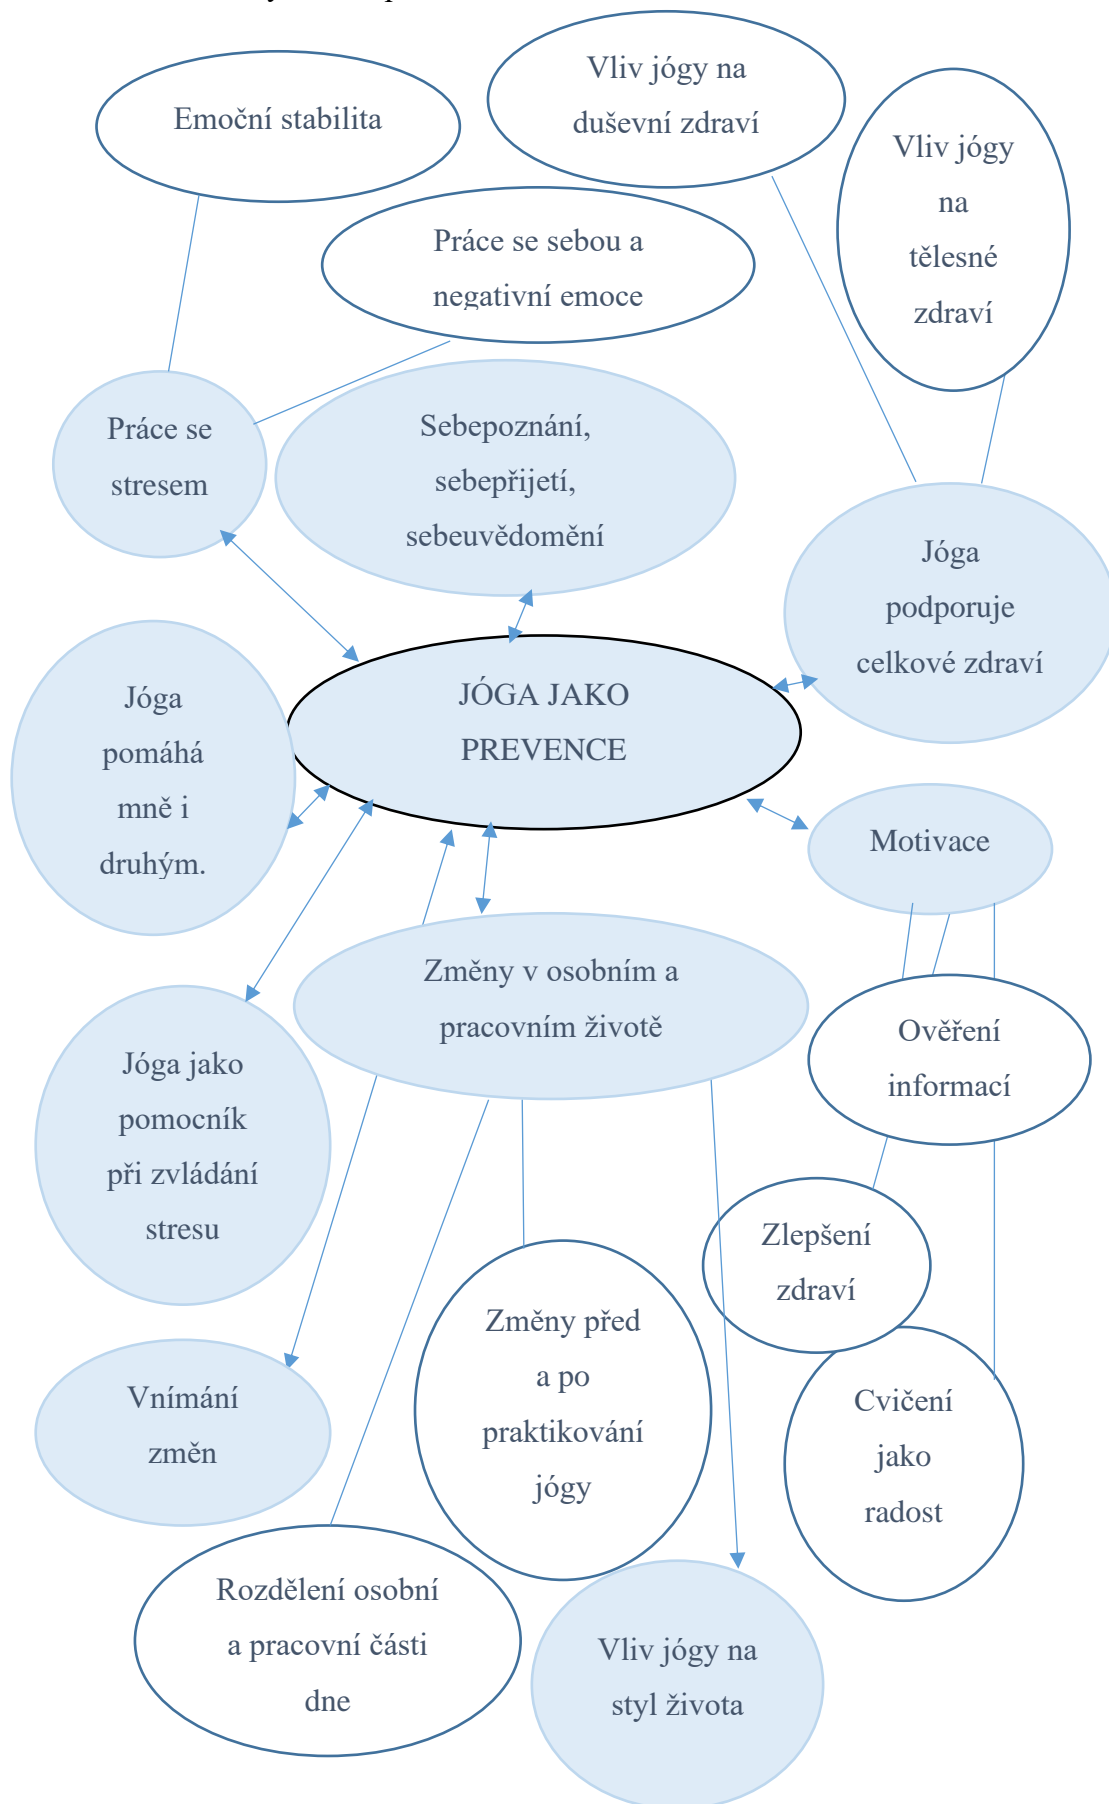 Vliv jógy na
duševní zdraví
Emoční stabilita
Vliv jógy
na
tělesné
zdraví
Práce se sebou a
negativní emoce
Práce se
stresem
Sebepoznání,
sebepřijetí,
sebeuvědomění
Jóga
podporuje
celkové zdraví
JÓGA JAKO
PREVENCE
Jóga
pomáhá
mně i
druhým.
Motivace
Změny v osobním a
pracovním životě
Ověření
informací
Jóga jako
pomocník
při zvládání
stresu
Zlepšení
zdraví
Změny před
a po
praktikování
jógy
Vnímání
změn
Cvičení
jako
radost
Rozdělení osobní
a pracovní části
dne
Vliv jógy na
styl života